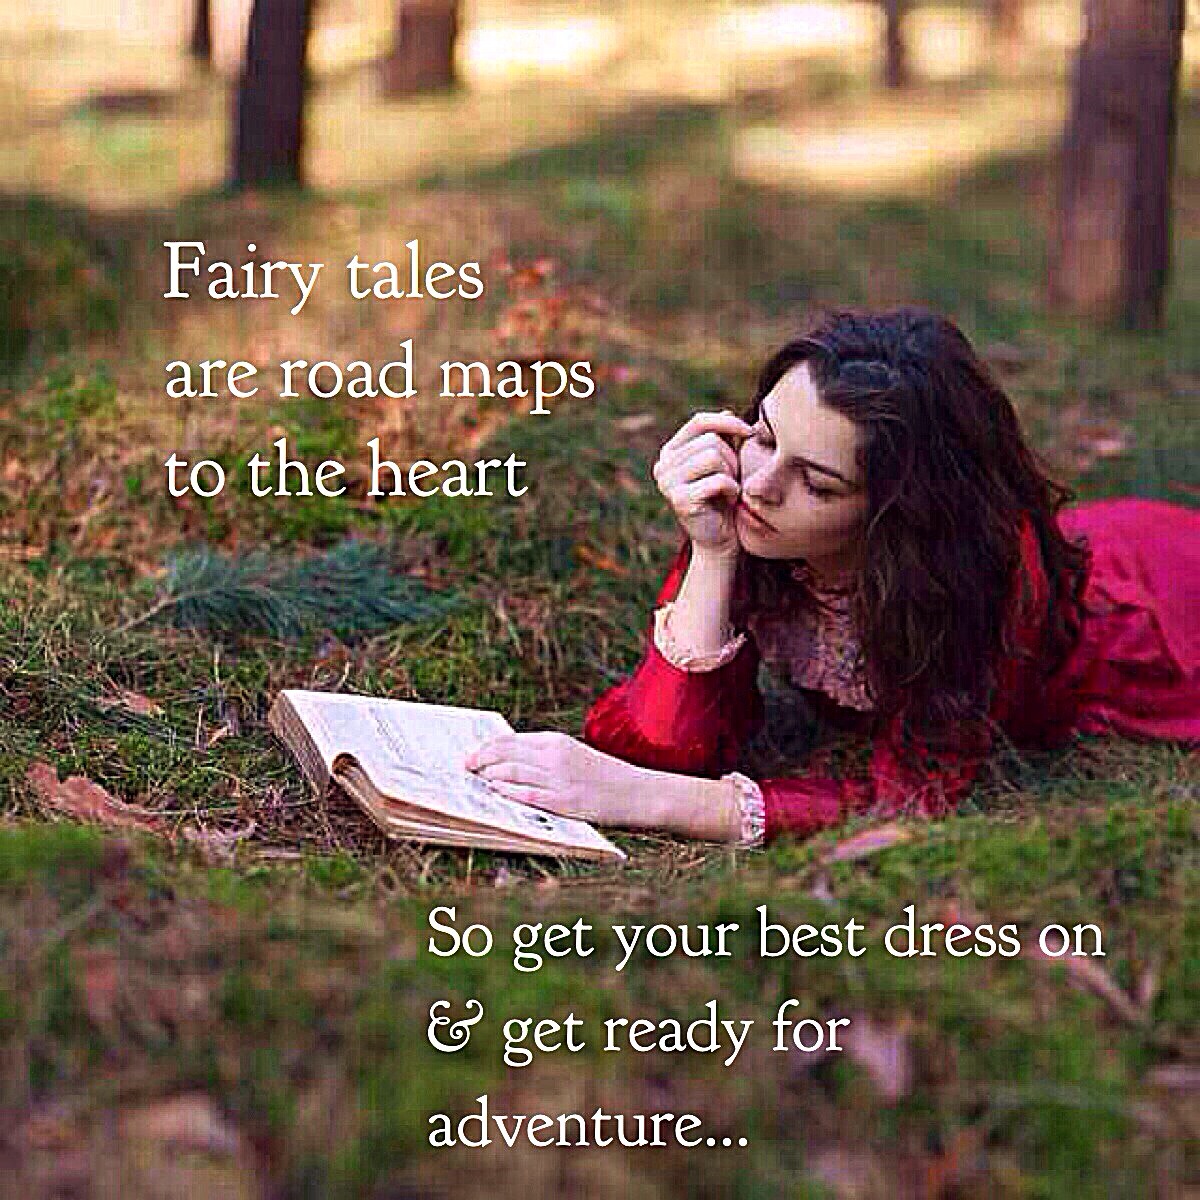 Fairy tales
are road maps
to the heart
So get your best dress on
& get ready for
adventure...